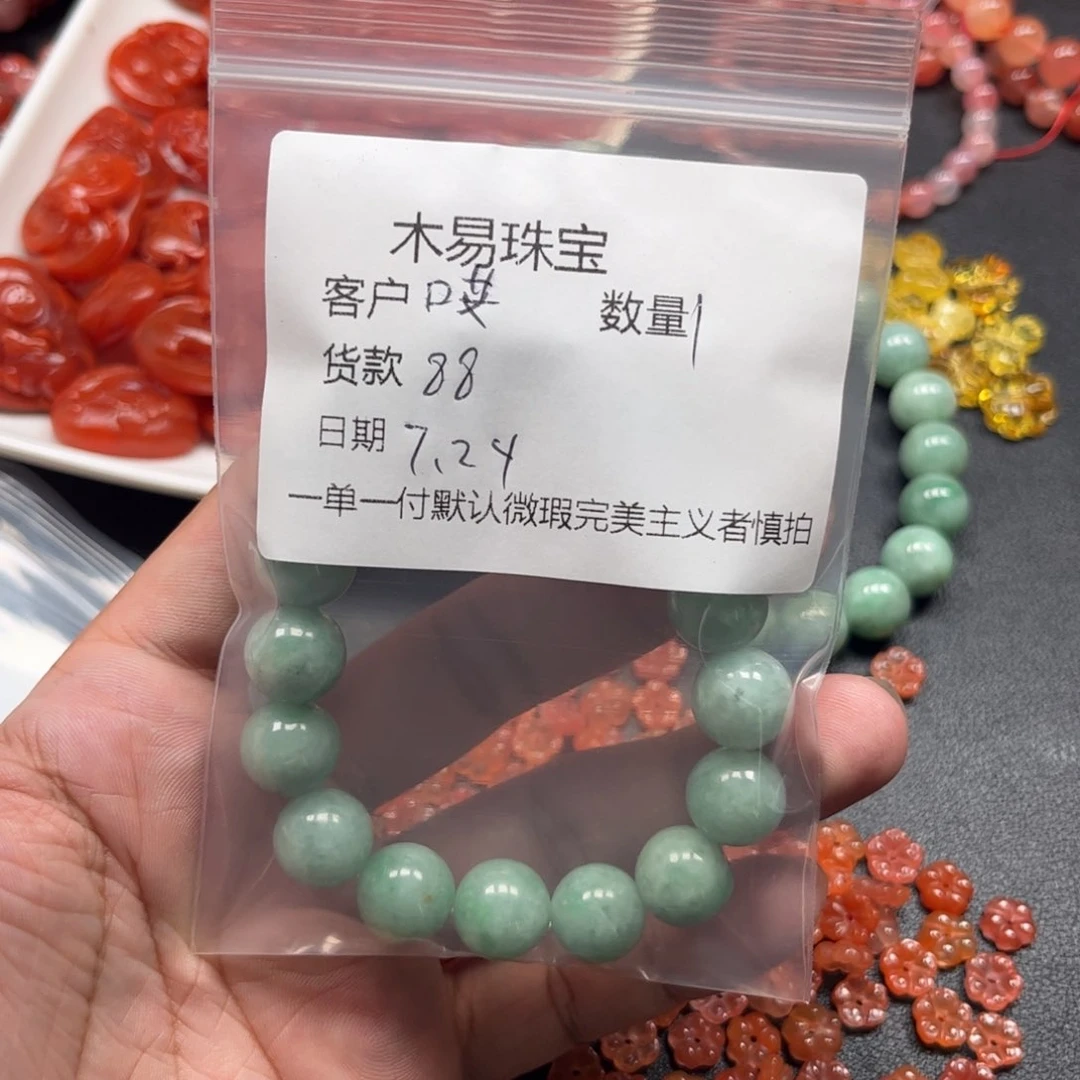 木易珠宝
客户 数量1
货款 88
日期 7.24
一单一付默认微瑕完美主义者慎拍